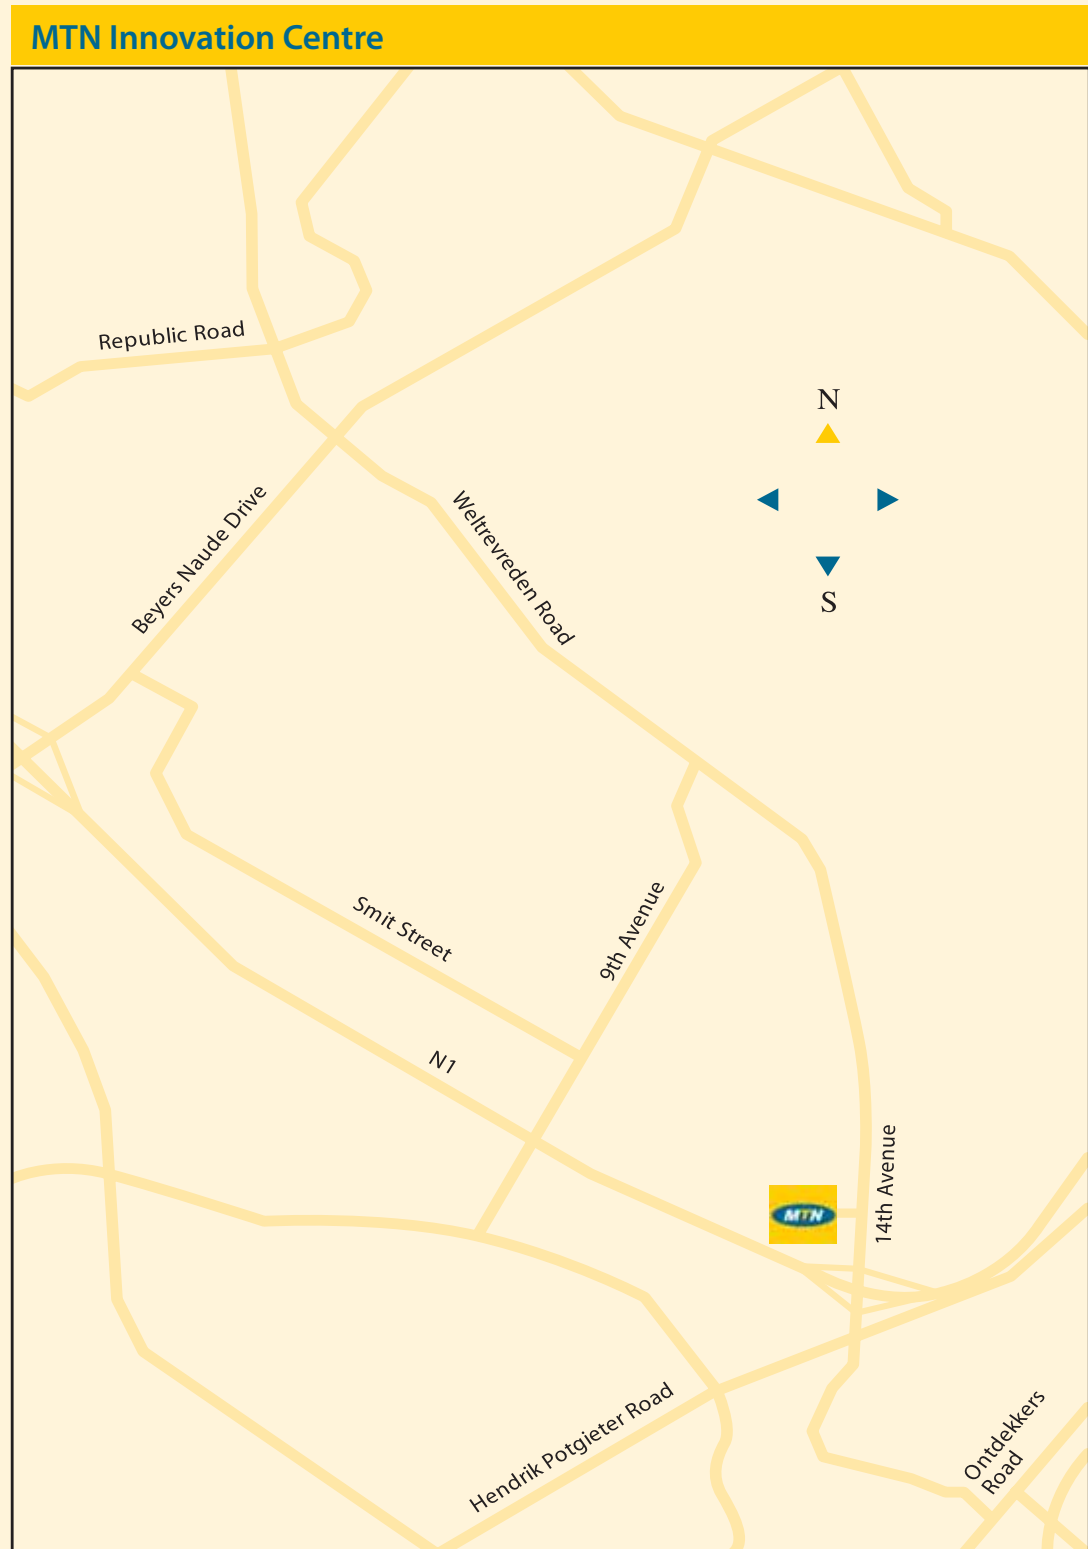 MTN Innovation Centre
Republic Road
N
Beyers Naude Drive
Weltrevreden Road
S
Smit Street
9th Avenue
N1
14th Avenue
MTN
Hendrik Potgieter Road
Ontdekkers
Road